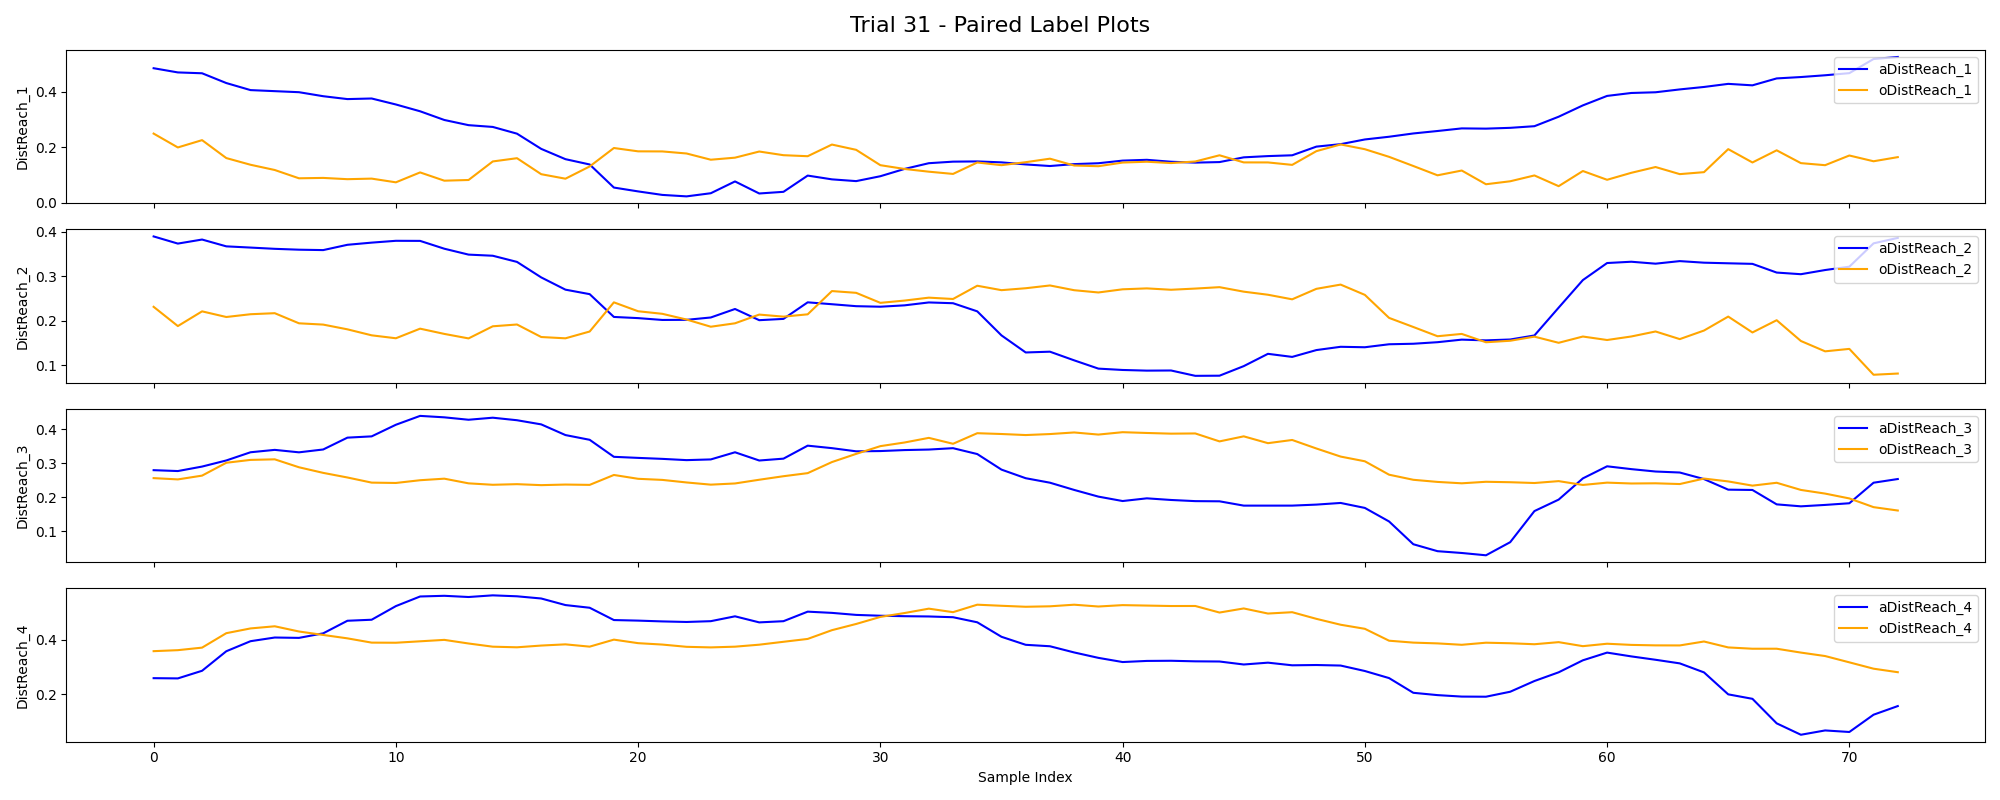 Trial 31 - Paired Label Plots
DistReach_1
0.4
0.2
0.0
aDistReach_1
oDistReach_1
DistReach_2
0.4
0.3
0.2
0.1
aDistReach_2
oDistReach_2
DistReach_3
0.4
0.3
0.2
0.1
aDistReach_3
oDistReach_3
DistReach_4
0.4
0.2
aDistReach_4
oDistReach_4
0 10 20 30 40 50 60 70
Sample Index